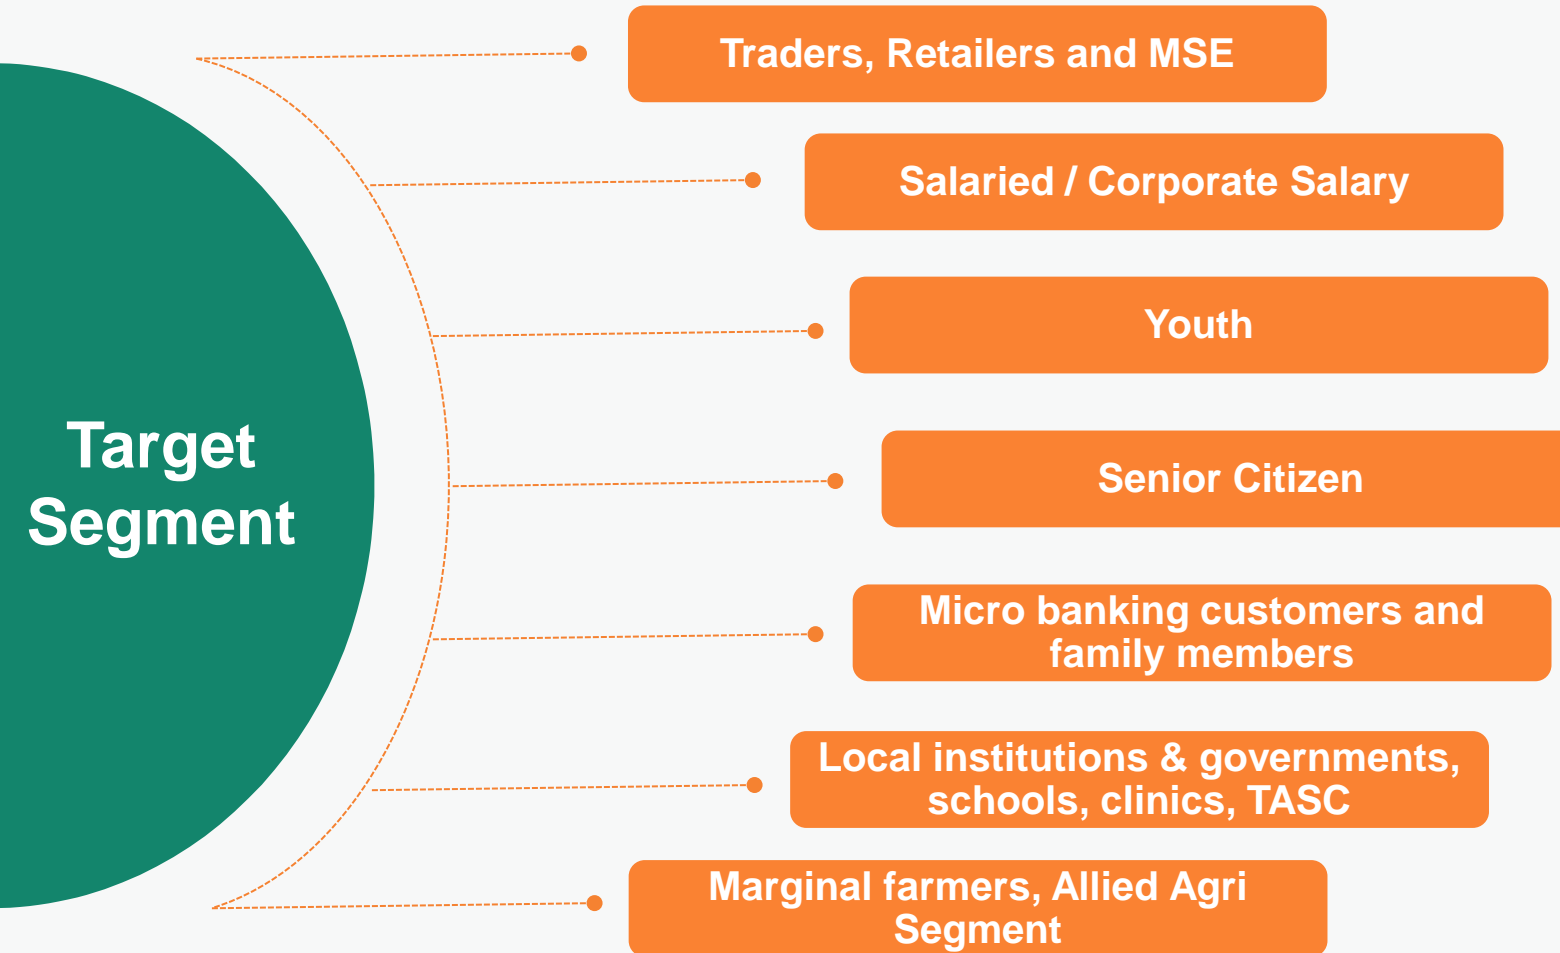 Target
Segment
Traders, Retailers and MSE
Salaried / Corporate Salary
Youth
Senior Citizen
Micro banking customers and
family members
Local institutions & governments,
schools, clinics, TASC
Marginal farmers, Allied Agri
Segment